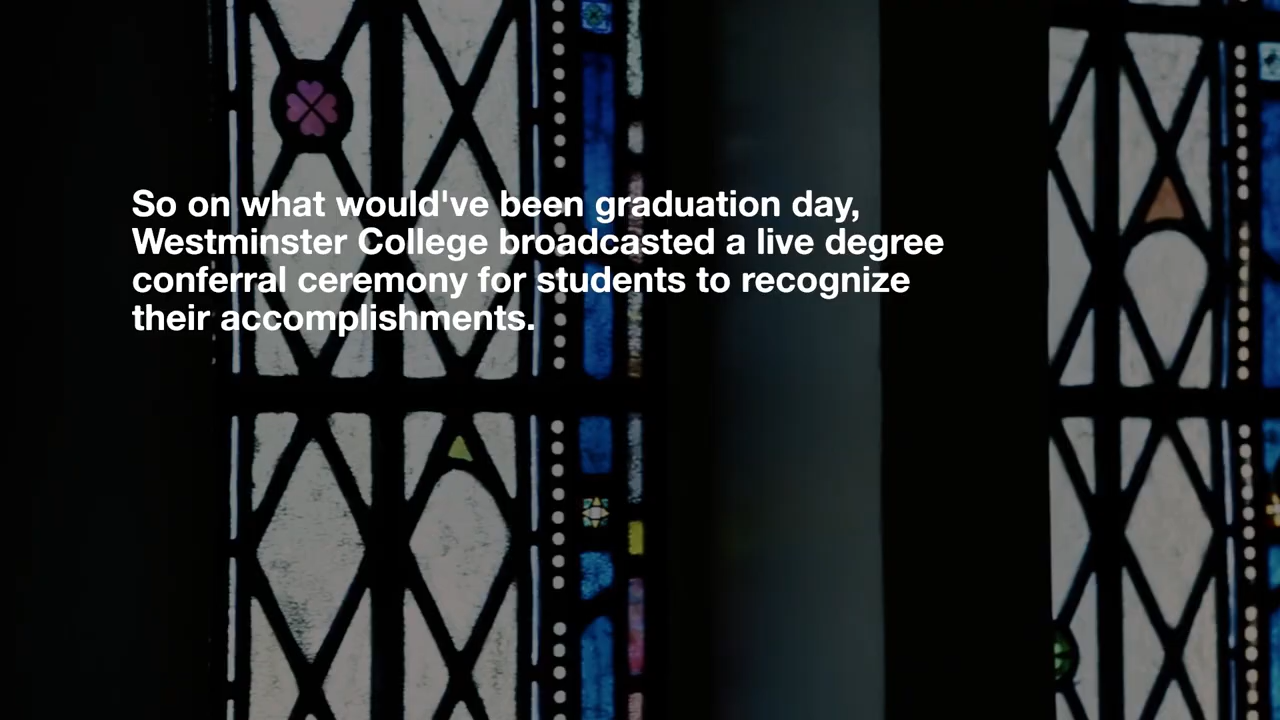 So on what would've been graduation day,
Westminster College broadcasted a live degree
conferral ceremony for students to recognize
their accomplishments.